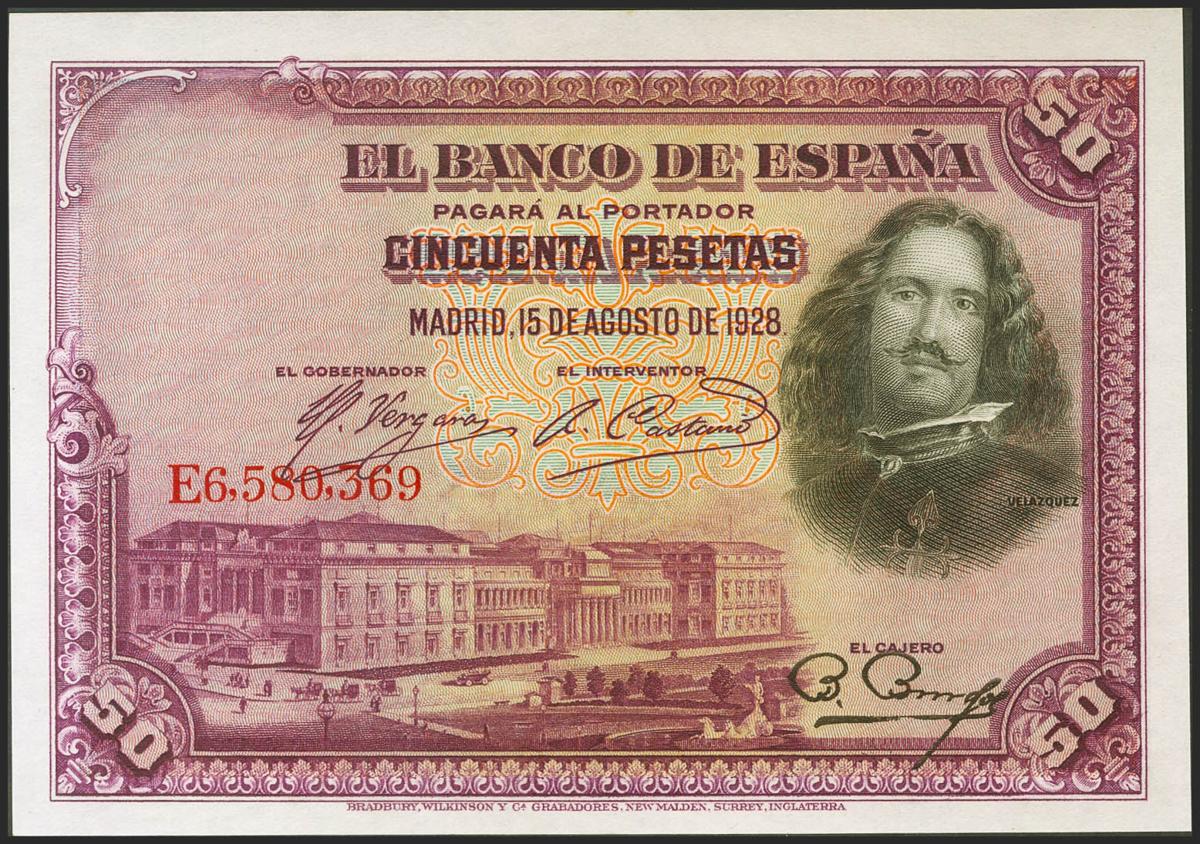 50
EL BANCO DE ESPAÑA
PAGARÁ AL PORTADOR
CINCUENTA PESETAS
MADRID, 15 DE AGOSTO DE 1928.
EL GOBERNADOR EL INTERVENTOR
Vergara
E6,580,369
VELAZQUEZ
EL CAJERO
50
50
BRADBURY, WILKINSON Y Cª GRABADORES. NEW MALDEN, SURREY, INGLATERRA